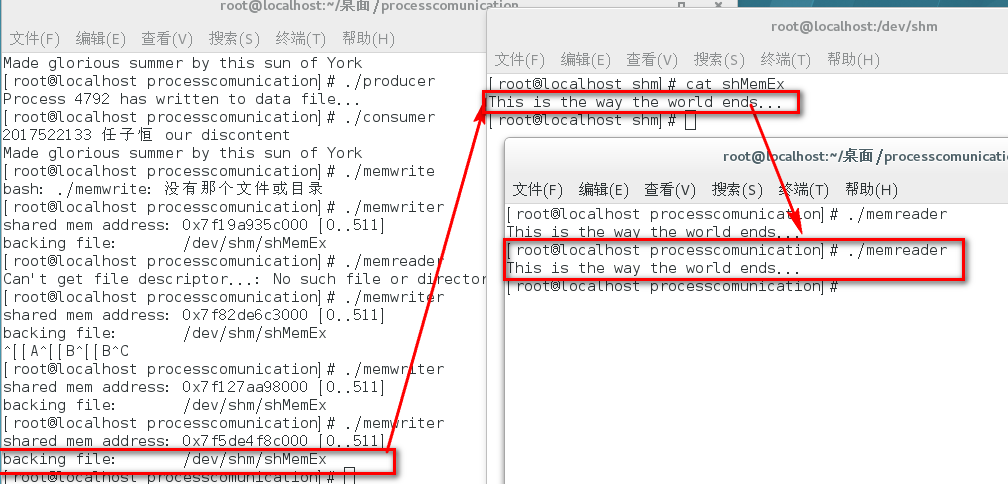 root@localhost:~/桌面/processcomunication
文件(F) 编辑(E) 查看(V) 搜索(S) 终端(T) 帮助(H)
Made glorious summer by this sun of York
[root@localhost processcomunication]# ./producer
Process 4792 has written to data file...
[root@localhost processcomunication]# ./consumer
2017522133 任子恒 our discontent
Made glorious summer by this sun of York
[root@localhost processcomunication]# ./memwrite
bash: ./memwrite: 没有那个文件或目录
[root@localhost processcomunication]# ./memwriter
shared mem address: 0x7f19a935c000 [0..511]
backing file: /dev/shm/shMemEx
[root@localhost processcomunication]# ./memreader
Can't get file descriptor...: No such file or director
[root@localhost processcomunication]# ./memwriter
shared mem address: 0x7f82de6c3000 [0..511]
backing file: /dev/shm/shMemEx
^[[A^[[B^[[B^C
[root@localhost processcomunication]# ./memwriter
shared mem address: 0x7f127aa98000 [0..511]
backing file: /dev/shm/shMemEx
[root@localhost processcomunication]# ./memwriter
shared mem address: 0x7f5de4f8c000 [0..511]
backing file: /dev/shm/shMemEx
[root@localhost processcomunication]#
root@localhost:/dev/shm
文件(F) 编辑(E) 查看(V) 搜索(S) 终端(T) 帮助(H)
[root@localhost shm]# cat shMemEx
This is the way the world ends...
[root@localhost shm]#
root@localhost:~/桌面/processcomunicatio
文件(F) 编辑(E) 查看(V) 搜索(S) 终端(T) 帮助(H)
[root@localhost processcomunication]# ./memreader
This is the way the world ends...
[root@localhost processcomunication]# ./memreader
This is the way the world ends...
[root@localhost processcomunication]#